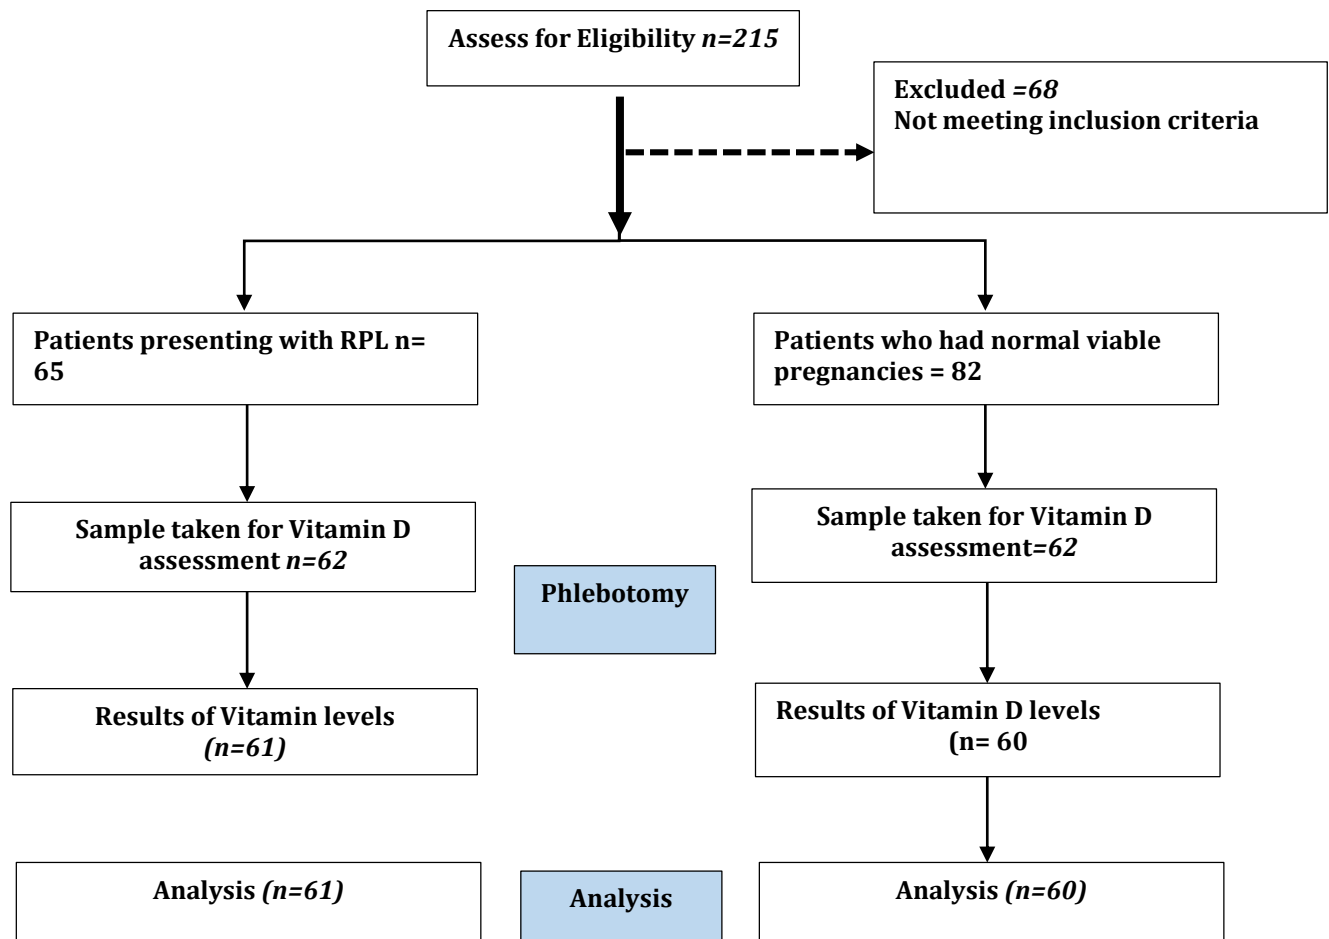 Assess for Eligibility n=215
Excluded =68
Not meeting inclusion criteria
Patients presenting with RPL n=
65
Patients who had normal viable
pregnancies = 82
Sample taken for Vitamin D
assessment n=62
Sample taken for Vitamin D
assessment=62
Phlebotomy
Results of Vitamin levels
(n=61)
Results of Vitamin D levels
(n= 60
Analysis (n=61)
Analysis
Analysis (n=60)